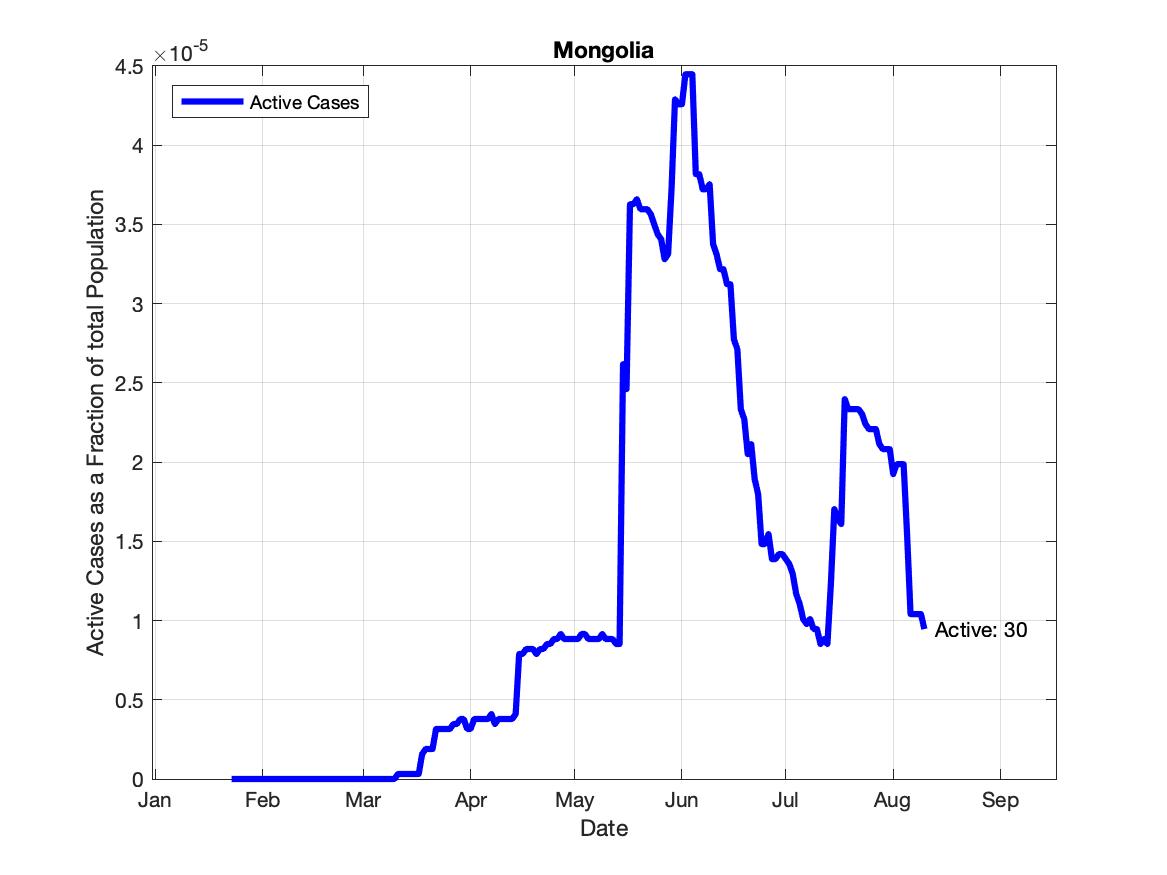 Mongolia
×10-5
4.5
4
3.5
3
2.5
2
1.5
1
0.5
0
Active Cases as a Fraction of total Population
Active Cases
Active: 30
Jan Feb Mar Apr May Jun Jul Aug Sep
Date